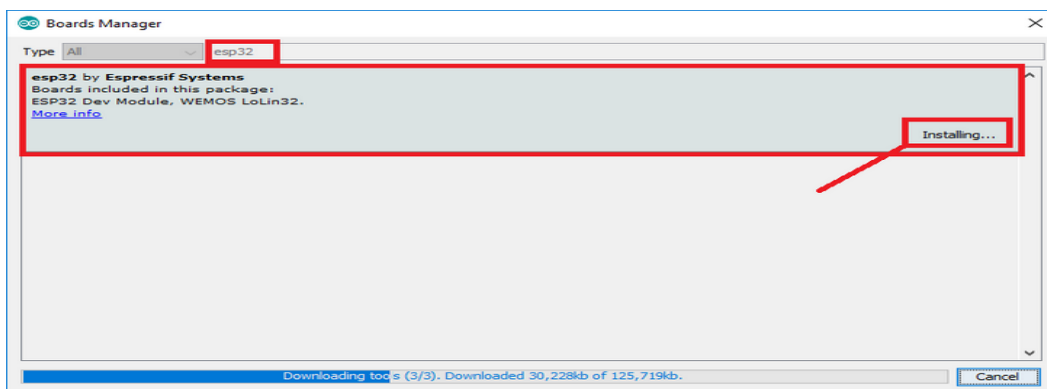 Boards Manager
Type All esp32
esp32 by Espressif Systems
Boards included in this package:
ESP32 Dev Module, WEMOS LoLin32.
More info
Installing...
Downloading tools (3/3). Downloaded 30,228kb of 125,719kb.
Cancel